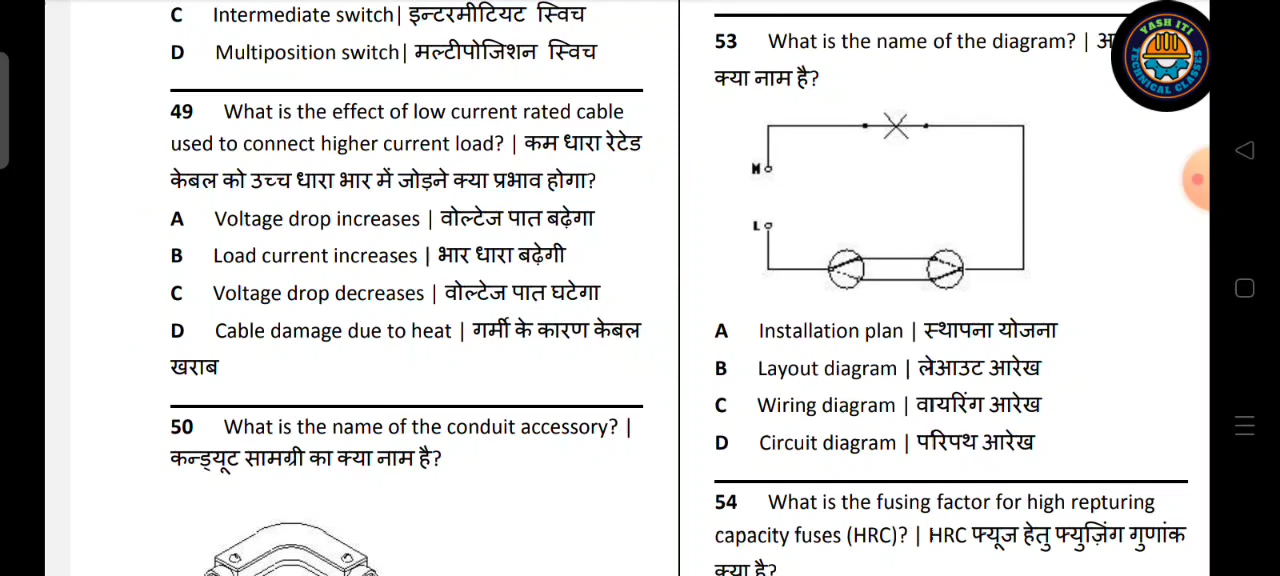 C Intermediate switch| इन्टरमीटियट स्विच
D Multiposition switch| मल्टीपोजिशन स्विच
49 What is the effect of low current rated cable
used to connect higher current load? | कम धारा रेटेड
केबल को उच्च धारा भार में जोड़ने क्या प्रभाव होगा?
A Voltage drop increases | वोल्टेज पात बढ़ेगा
B Load current increases | भार धारा बढ़ेगी
C Voltage drop decreases | वोल्टेज पात घटेगा
D Cable damage due to heat | गर्मी के कारण केबल
खराब
50 What is the name of the conduit accessory? |
कन्ड्यूट सामग्री का क्या नाम है?
53 What is the name of the diagram? |
क्या नाम है?
N
L
A Installation plan | स्थापना योजना
B Layout diagram | लेआउट आरेख
C Wiring diagram | वायरिंग आरेख
D Circuit diagram | परिपथ आरेख
54 What is the fusing factor for high repturing
capacity fuses (HRC)? | HRC फ्यूज हेतु फ्युज़िंग गुणांक
क्या है?
YASH ITI
TECHNICAL CLASSES